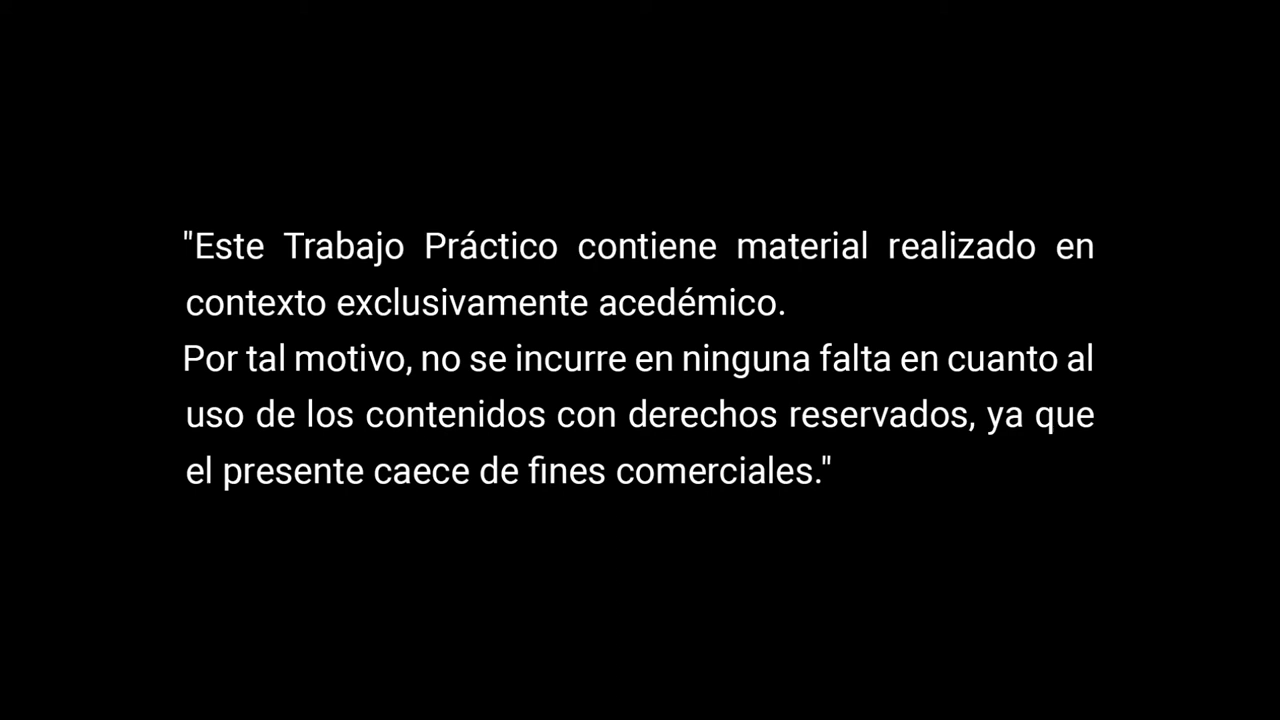 "Este Trabajo Práctico contiene material realizado en
contexto exclusivamente acedémico.
Por tal motivo, no se incurre en ninguna falta en cuanto al
uso de los contenidos con derechos reservados, ya que
el presente caece de fines comerciales."